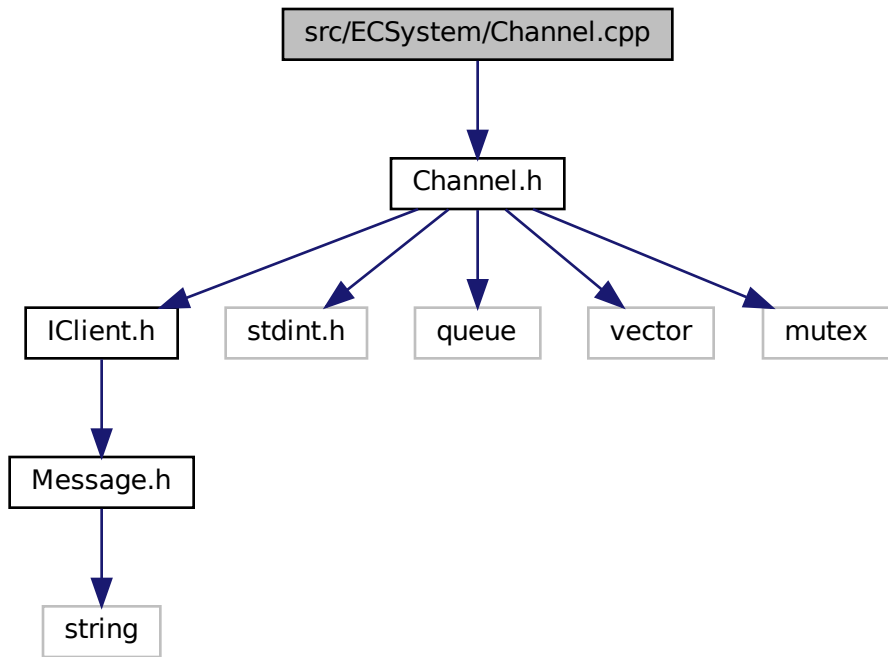 src/ECSystem/Channel.cpp
Channel.h
IClient.h
stdint.h
queue
vector
mutex
Message.h
string